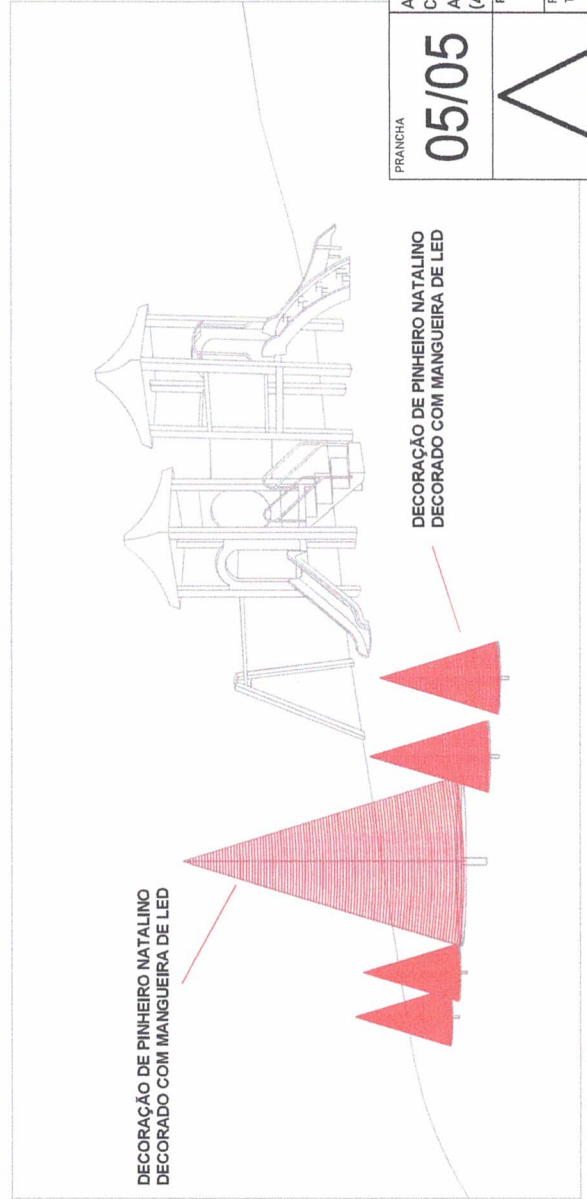 DECORAÇÃO DE PINHEIRO NATALINO
DECORADO COM MANGUEIRA DE LED
DECORAÇÃO DE PINHEIRO NATALINO
DECORADO COM MANGUEIRA DE LED
PRANCHA
05/05